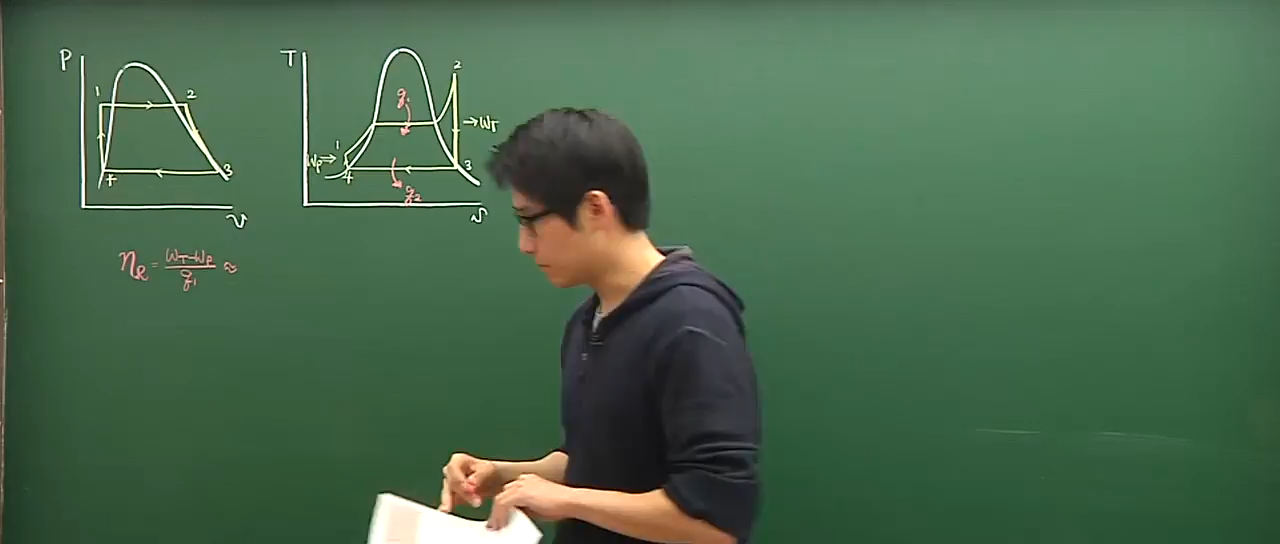 P
1
2
3
4
v
T
1
2
3
4
q₁
q₂
Wp→
→WT
s
ηR = (WT-WP)/q₁ ≈